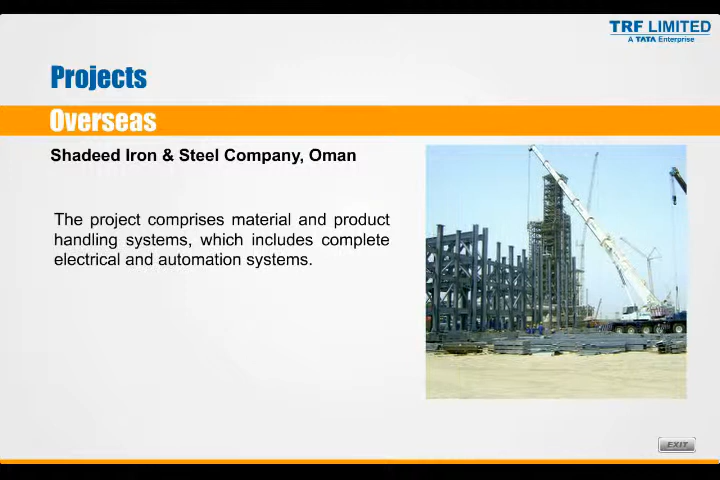 TRF LIMITED
A TATA Enterprise
Projects
Overseas
Shadeed Iron & Steel Company, Oman
The project comprises material and product
handling systems, which includes complete
electrical and automation systems.
EXIT